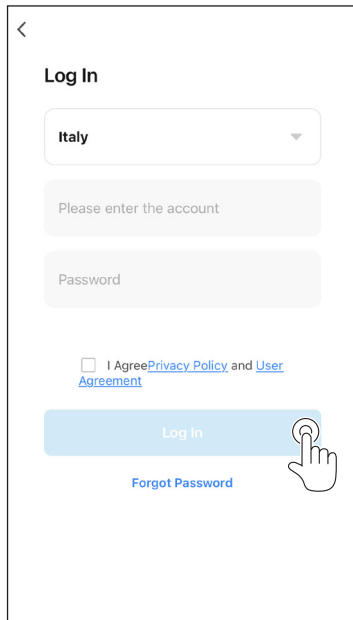 Log In
Italy
Please enter the account
Password
I AgreePrivacy Policy and User
Agreement
Log In
Forgot Password